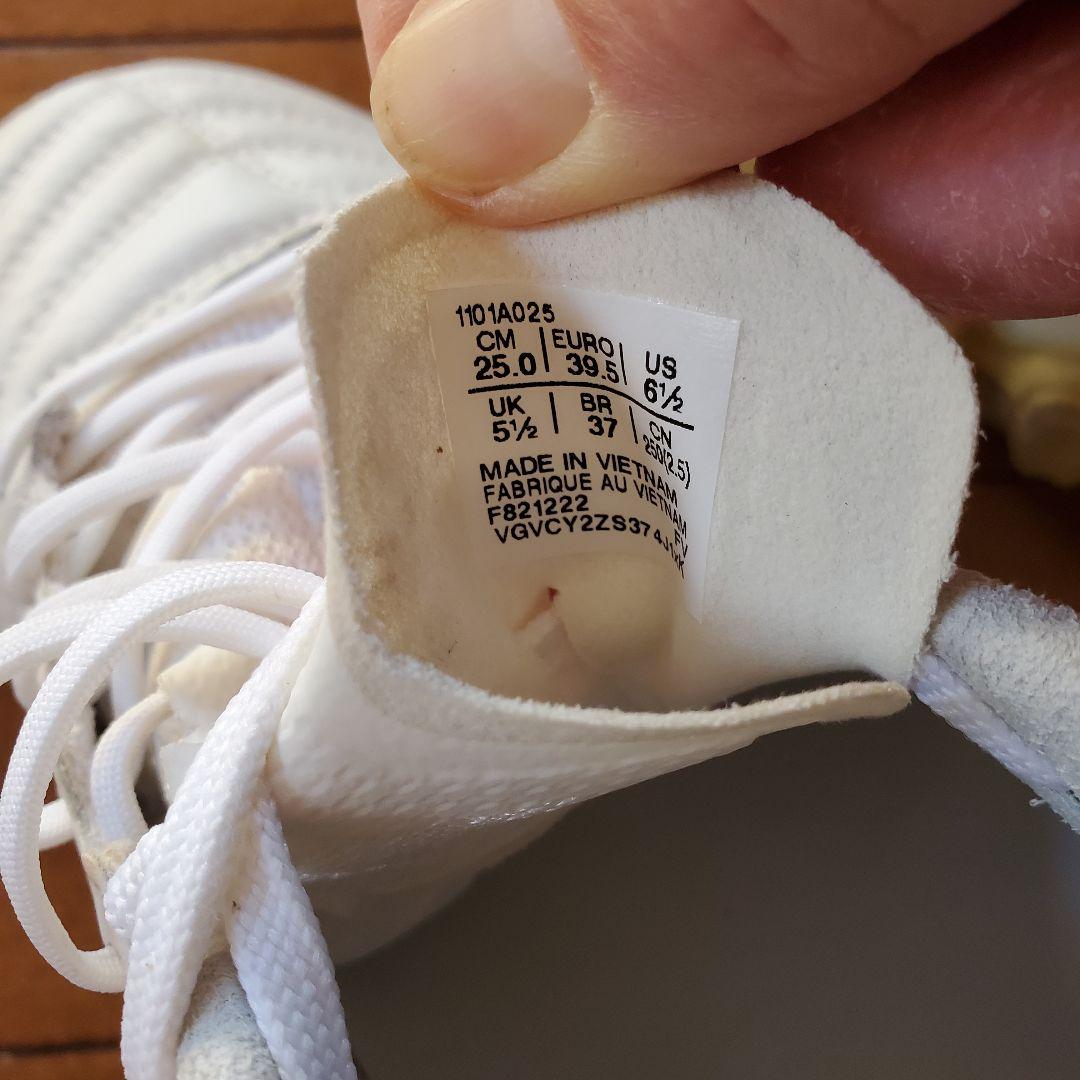 1101A025
CM | EURO | US
25.0 | 39.5 | 6½
UK | BR | CN
5½ | 37 | 250(2.5)
MADE IN VIETNAM
FABRIQUE AU VIETNAM
F821222 FV